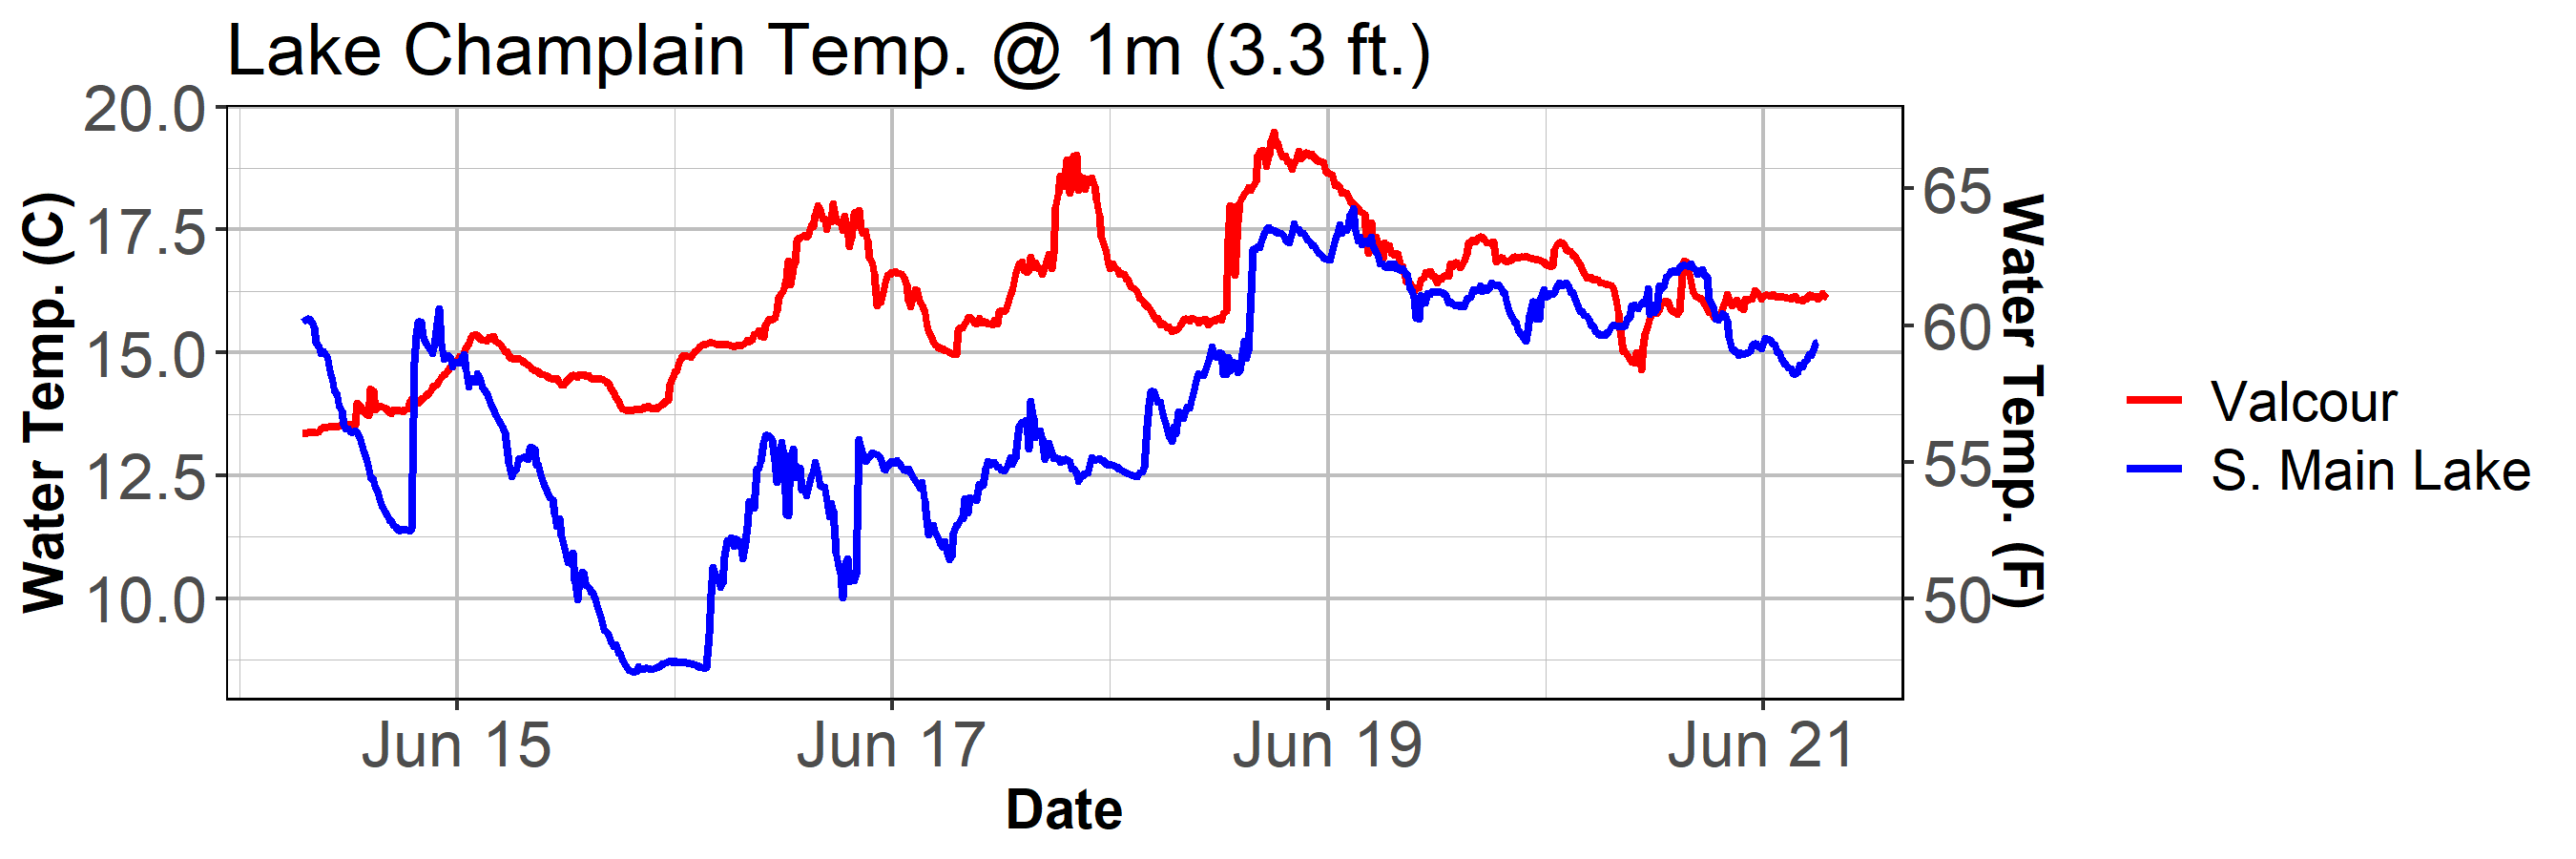 Lake Champlain Temp. @ 1m (3.3 ft.)
Water Temp. (C)
20.0
17.5
15.0
12.5
10.0
65
60
55
50
Water Temp. (F)
Jun 15
Jun 17
Jun 19
Jun 21
Date
Valcour
S. Main Lake